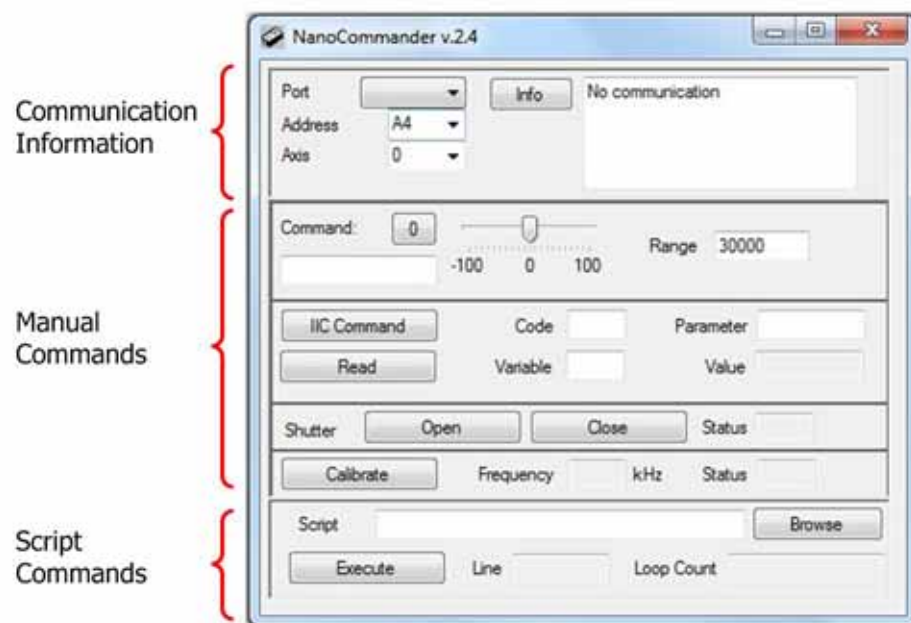 NanoCommander v.2.4
Communication
Information
Port Info No communication
Address A4
Axis 0
Manual
Commands
Command: 0
-100 0 100
Range 30000
IIC Command Code Parameter
Read Variable Value
Shutter Open Close Status
Calibrate Frequency kHz Status
Script
Commands
Script Browse
Execute Line Loop Count